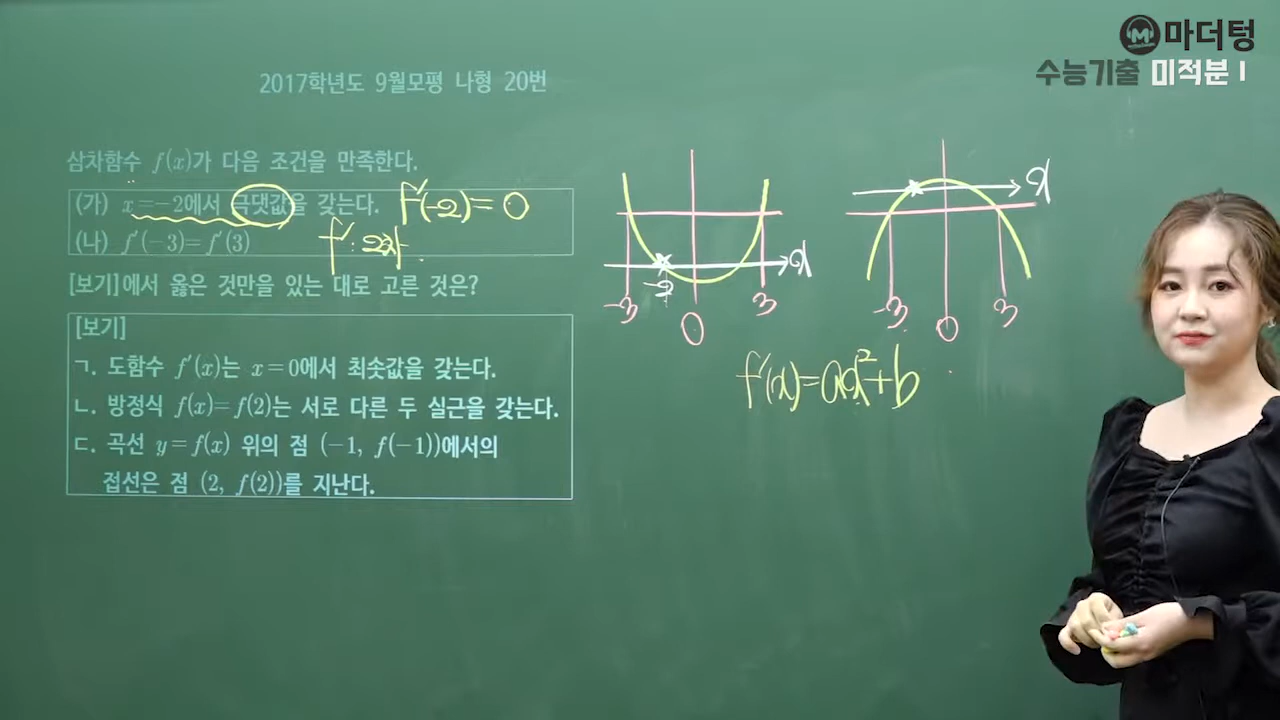 마더텅
수능기출 미적분 I
2017학년도 9월모평 나형 20번
삼차함수 f(x)가 다음 조건을 만족한다.
(가) x=-2에서 극댓값을 갖는다.
f'(-2)=0
(나) f'(-3)=f'(3)
[보기]에서 옳은 것만을 있는 대로 고른 것은?
[보기]
ㄱ. 도함수 f'(x)는 x=0에서 최솟값을 갖는다.
ㄴ. 방정식 f(x)=f(2)는 서로 다른 두 실근을 갖는다.
ㄷ. 곡선 y=f(x) 위의 점 (-1, f(-1))에서의
접선은 점 (2, f(2))를 지난다.
x
-2
-3 0 3
x
-3 0 3
f'(x)=ax²+b